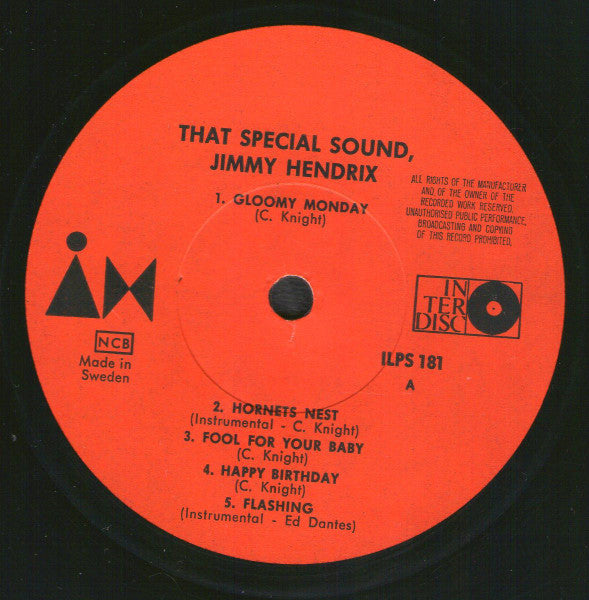 THAT SPECIAL SOUND,
JIMMY HENDRIX
1. GLOOMY MONDAY
(C. Knight)
ALL RIGHTS OF THE MANUFACTURER
AND OF THE OWNER OF THE
RECORDED WORK RESERVED.
UNAUTHORISED PUBLIC PERFORMANCE,
BROADCASTING AND COPYING
OF THIS RECORD PROHIBITED.
NCB
Made in
Sweden
IN
TER
DISC
ILPS 181
A
2. HORNETS NEST
(Instrumental - C. Knight)
3. FOOL FOR YOUR BABY
(C. Knight)
4. HAPPY BIRTHDAY
(C. Knight)
5. FLASHING
(Instrumental - Ed Dantes)